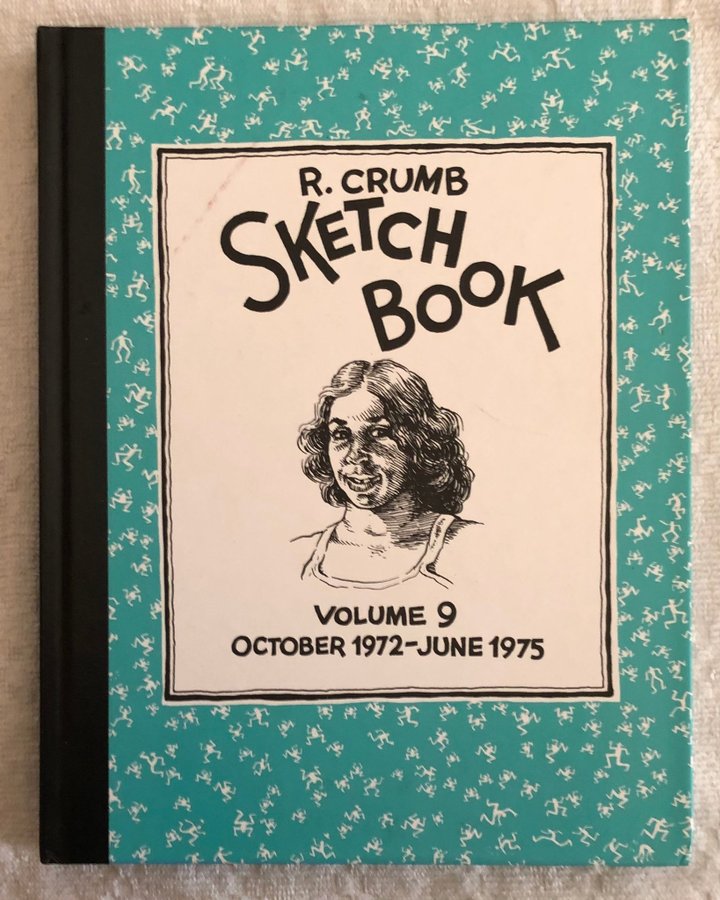 R. CRUMB
SKETCH
BOOK
VOLUME 9
OCTOBER 1972-JUNE 1975